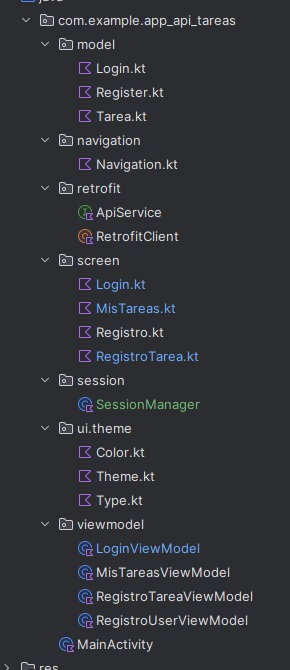 com.example.app_api_tareas
model
Login.kt
Register.kt
Tarea.kt
navigation
Navigation.kt
retrofit
ApiService
RetrofitClient
screen
Login.kt
MisTareas.kt
Registro.kt
RegistroTarea.kt
session
SessionManager
ui.theme
Color.kt
Theme.kt
Type.kt
viewmodel
LoginViewModel
MisTareasViewModel
RegistroTareaViewModel
RegistroUserViewModel
MainActivity